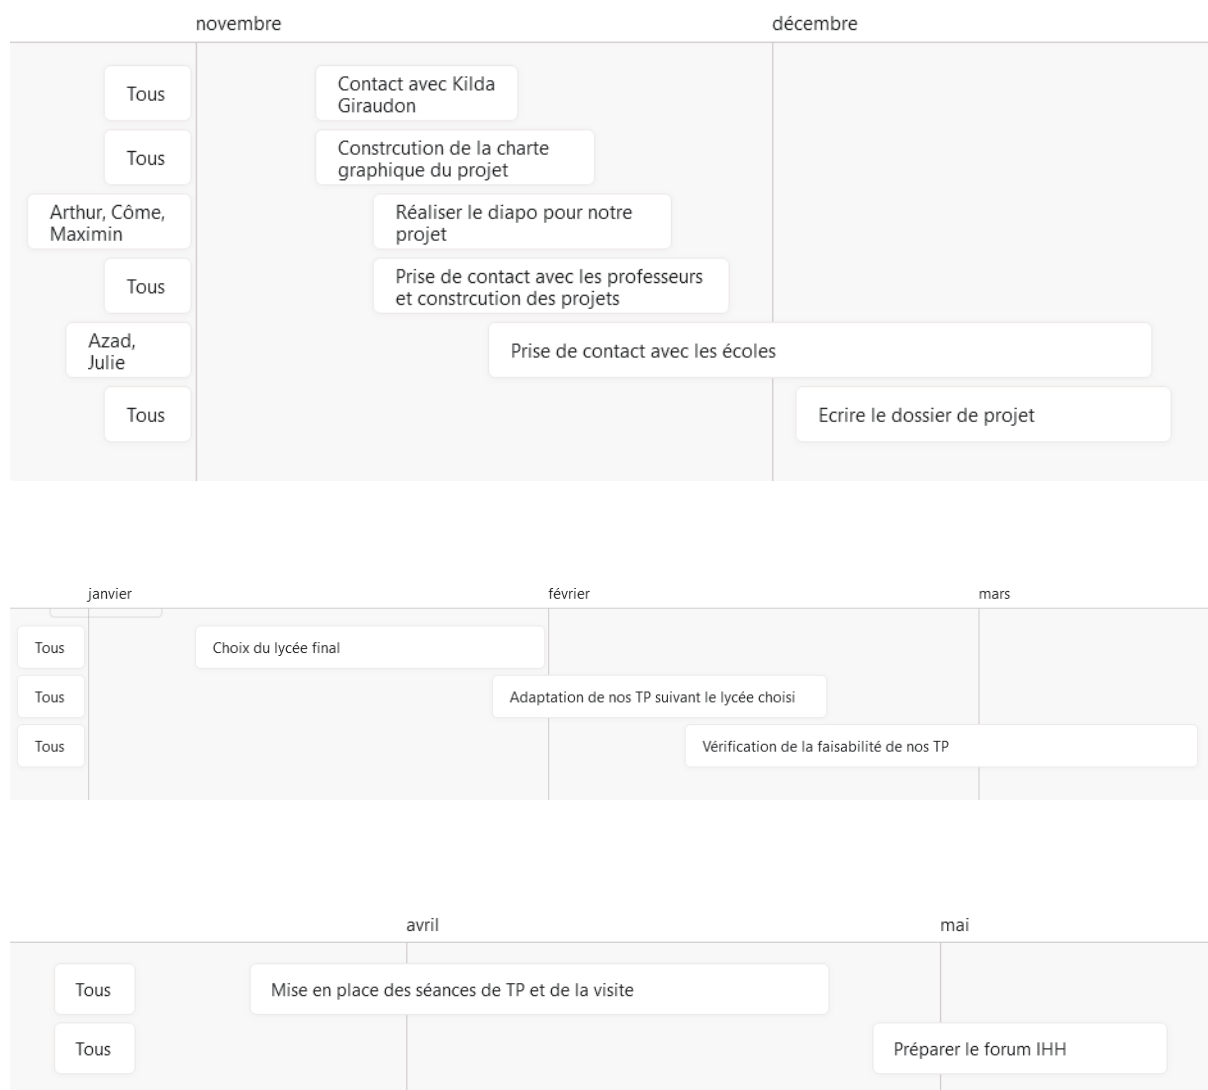 novembre décembre
Tous Contact avec Kilda
Giraudon
Tous Constrcution de la charte
graphique du projet
Arthur, Côme, Réaliser le diapo pour notre
Maximin projet
Tous Prise de contact avec les professeurs
et constrcution des projets
Azad,
Julie Prise de contact avec les écoles
Tous Ecrire le dossier de projet
janvier février mars
Tous Choix du lycée final
Tous Adaptation de nos TP suivant le lycée choisi
Tous Vérification de la faisabilité de nos TP
avril mai
Tous Mise en place des séances de TP et de la visite
Tous Préparer le forum IHH